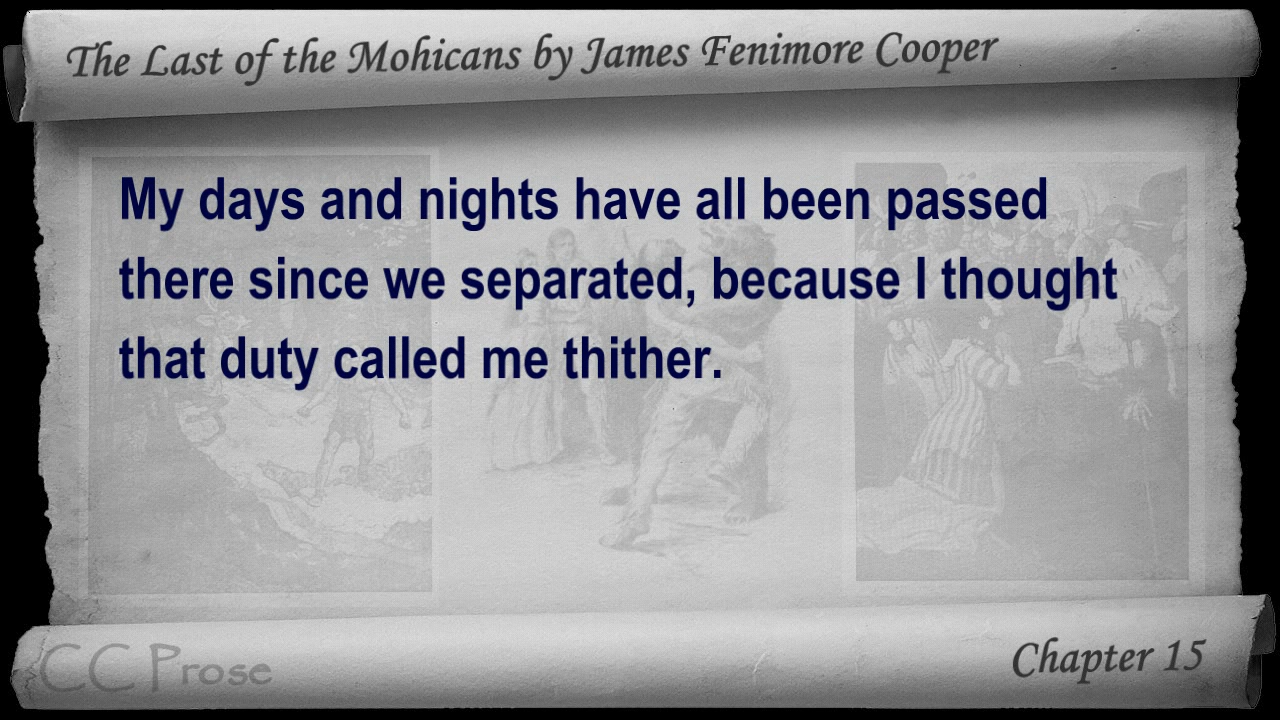 The Last of the Mohicans by James Fenimore Cooper
My days and nights have all been passed
there since we separated, because I thought
that duty called me thither.
CC Prose
Chapter 15